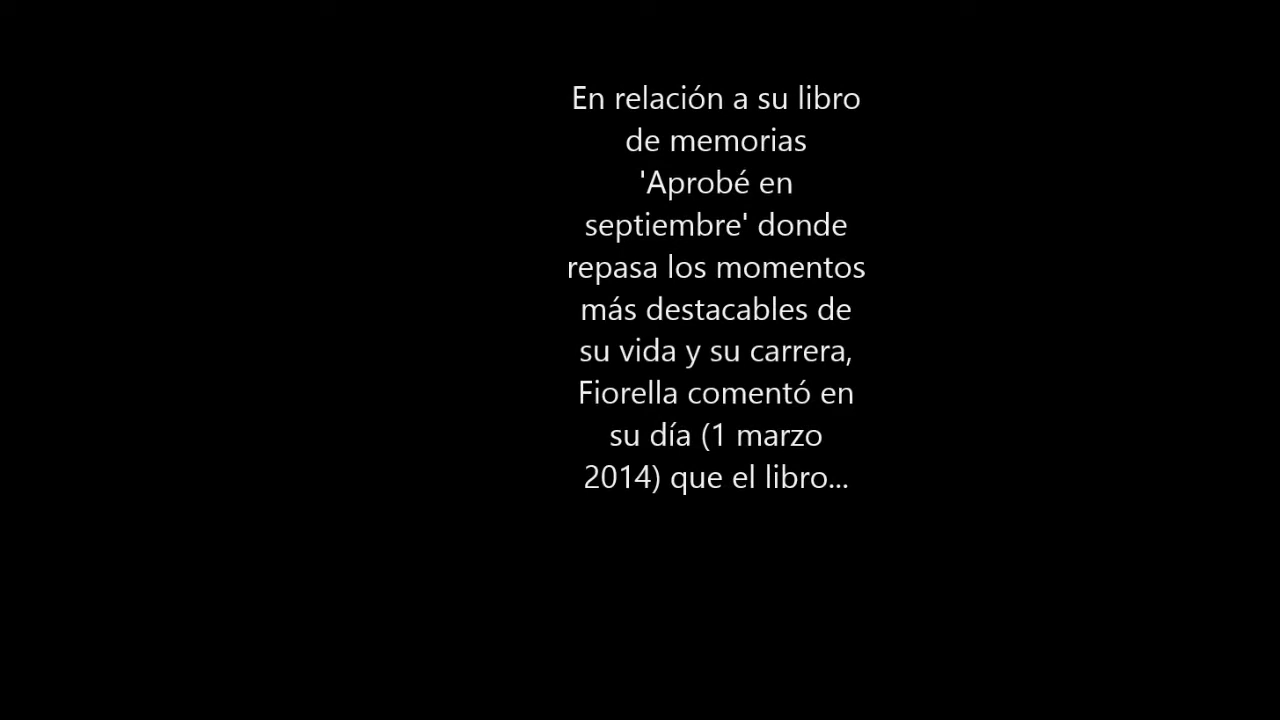 En relación a su libro
de memorias
'Aprobé en
septiembre' donde
repasa los momentos
más destacables de
su vida y su carrera,
Fiorella comentó en
su día (1 marzo
2014) que el libro...